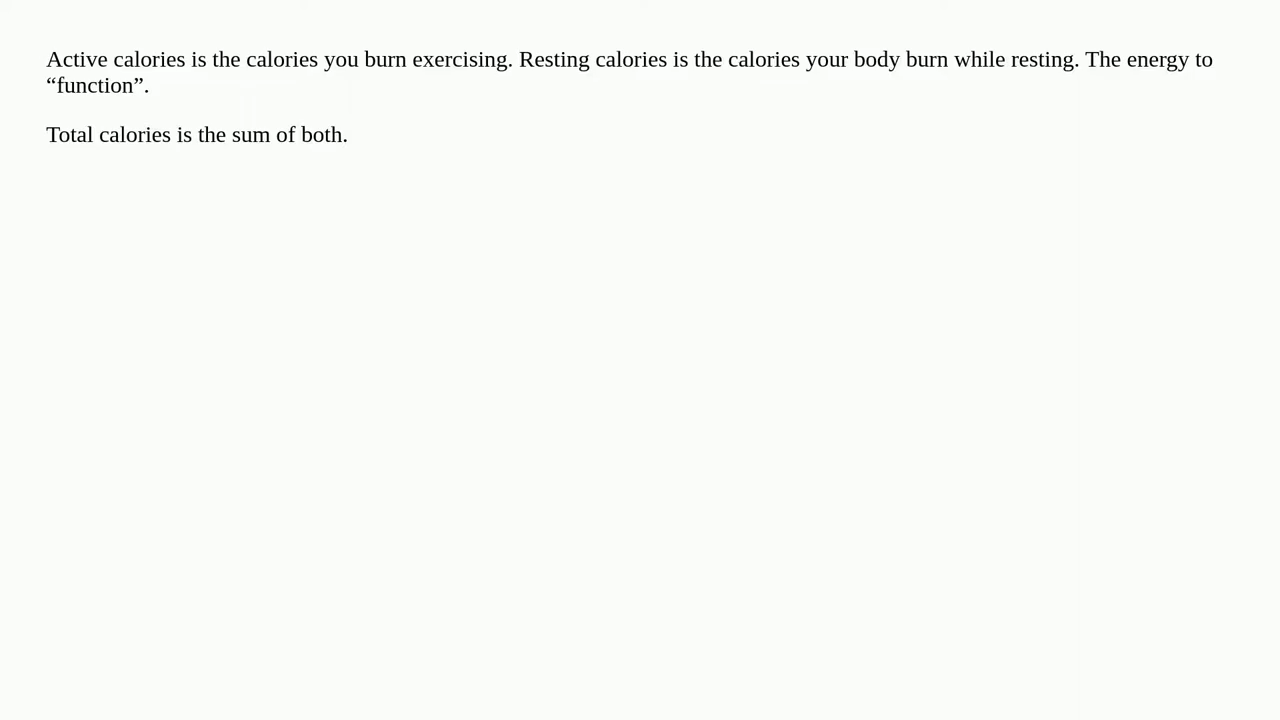 Active calories is the calories you burn exercising. Resting calories is the calories your body burn while resting. The energy to
“function”.
Total calories is the sum of both.